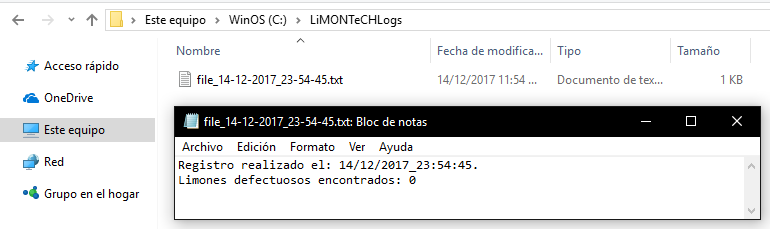 Este equipo > WinOS (C:) > LiMONTeCHLogs
Nombre Fecha de modifica... Tipo Tamaño
Acceso rápido
OneDrive
Este equipo
Red
Grupo en el hogar
file_14-12-2017_23-54-45.txt 14/12/2017 11:54 ... Documento de tex... 1 KB
file_14-12-2017_23-54-45.txt: Bloc de notas
Archivo Edición Formato Ver Ayuda
Registro realizado el: 14/12/2017_23:54:45.
Limones defectuosos encontrados: 0